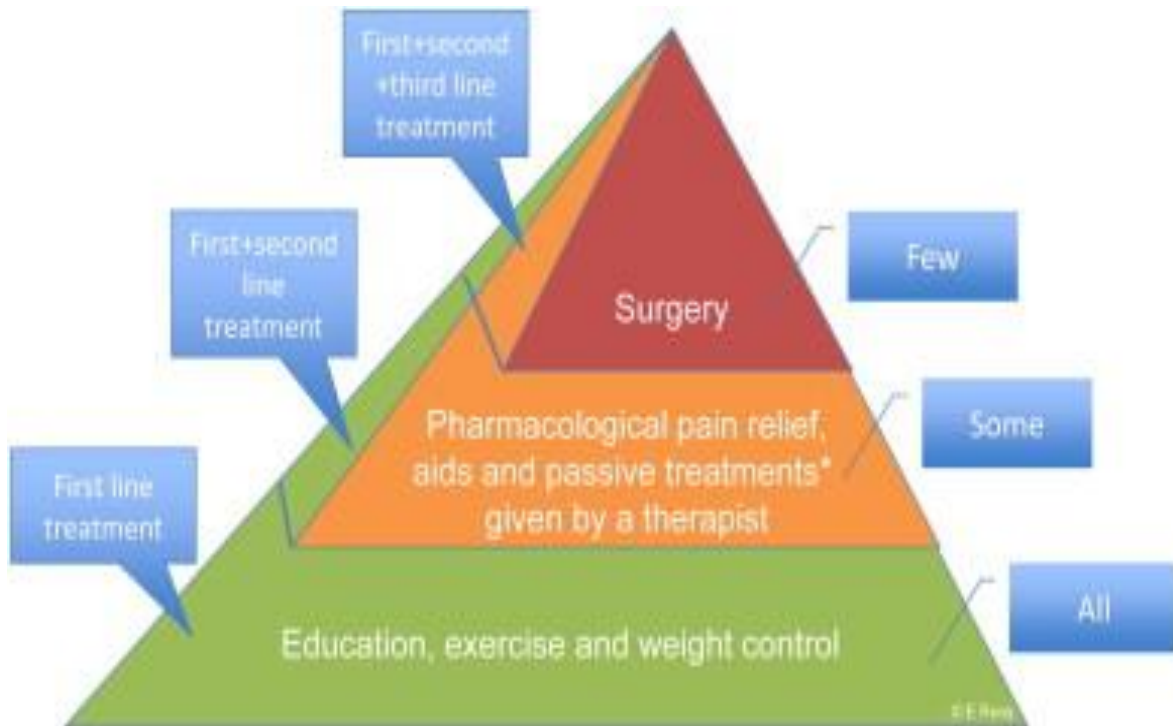 First+second
+third line
treatment
First+second
line
treatment
First line
treatment
Surgery
Pharmacological pain relief,
aids and passive treatments*
given by a therapist
Education, exercise and weight control
Few
Some
All